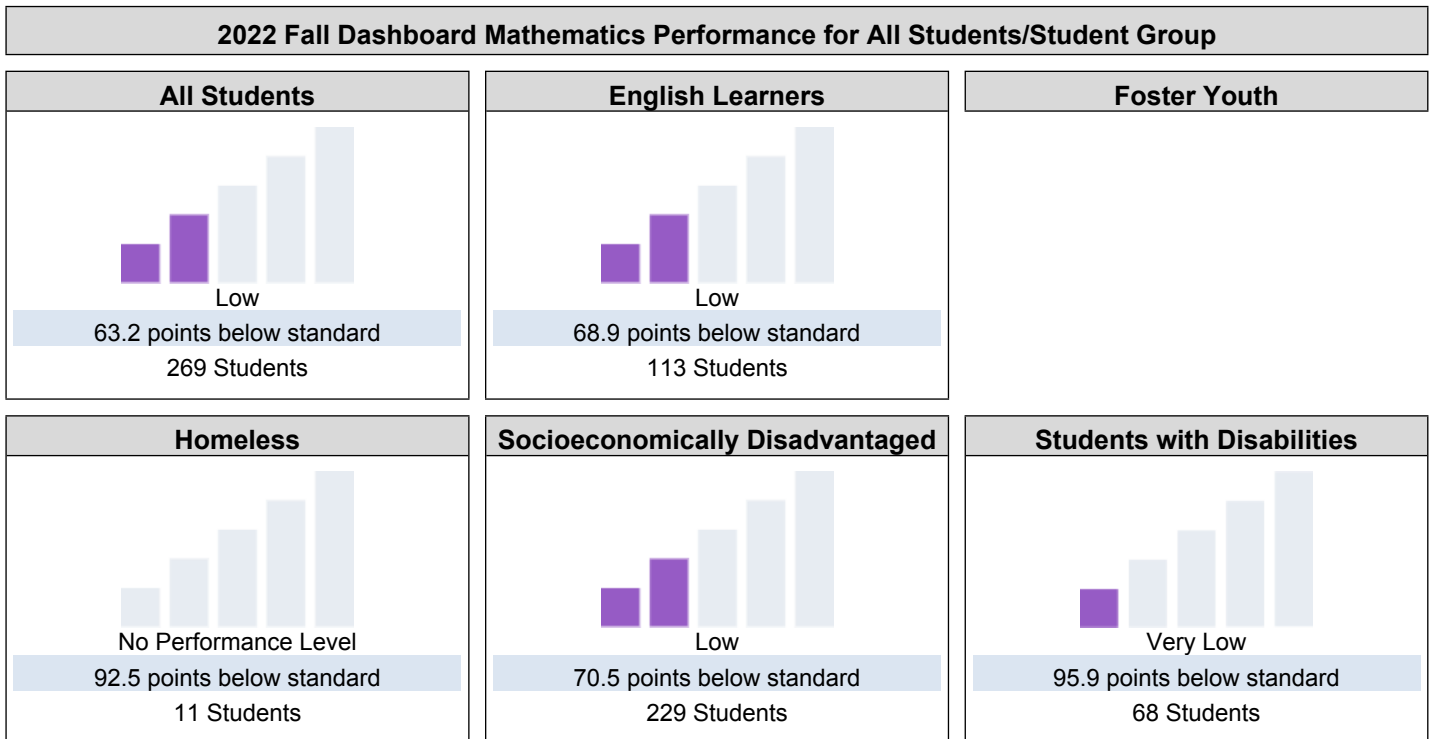 2022 Fall Dashboard Mathematics Performance for All Students/Student Group
All Students
Low
63.2 points below standard
269 Students
English Learners
Low
68.9 points below standard
113 Students
Foster Youth
Homeless
No Performance Level
92.5 points below standard
11 Students
Socioeconomically Disadvantaged
Low
70.5 points below standard
229 Students
Students with Disabilities
Very Low
95.9 points below standard
68 Students